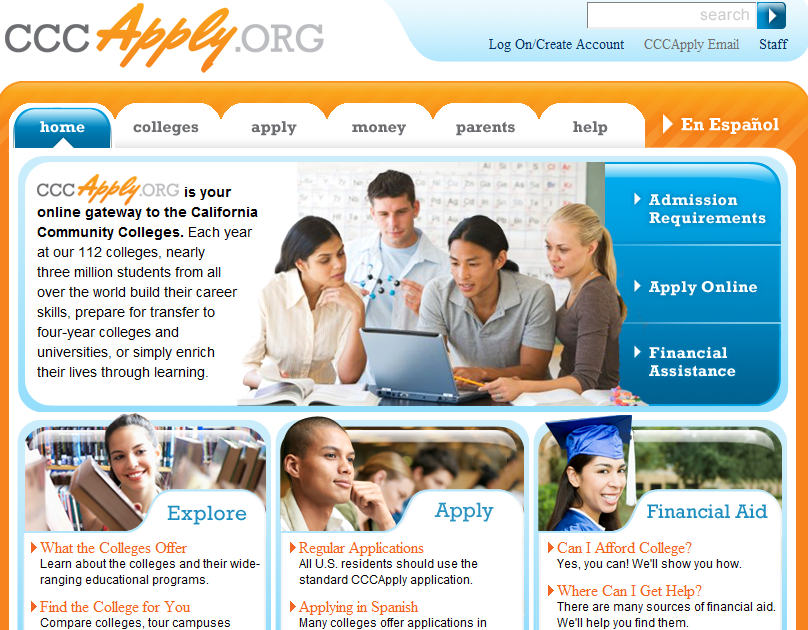 CCCApply.ORG
search
Log On/Create Account CCCApply Email Staff
home colleges apply money parents help En Español
CCCApply.ORG is your
online gateway to the California
Community Colleges. Each year
at our 112 colleges, nearly
three million students from all
over the world build their career
skills, prepare for transfer to
four-year colleges and
universities, or simply enrich
their lives through learning.
Admission
Requirements
Apply Online
Financial
Assistance
Explore
What the Colleges Offer
Learn about the colleges and their wide-
ranging educational programs.
Find the College for You
Compare colleges, tour campuses
Apply
Regular Applications
All U.S. residents should use the
standard CCCApply application.
Applying in Spanish
Many colleges offer applications in
Financial Aid
Can I Afford College?
Yes, you can! We'll show you how.
Where Can I Get Help?
There are many sources of financial aid.
We'll help you find them.